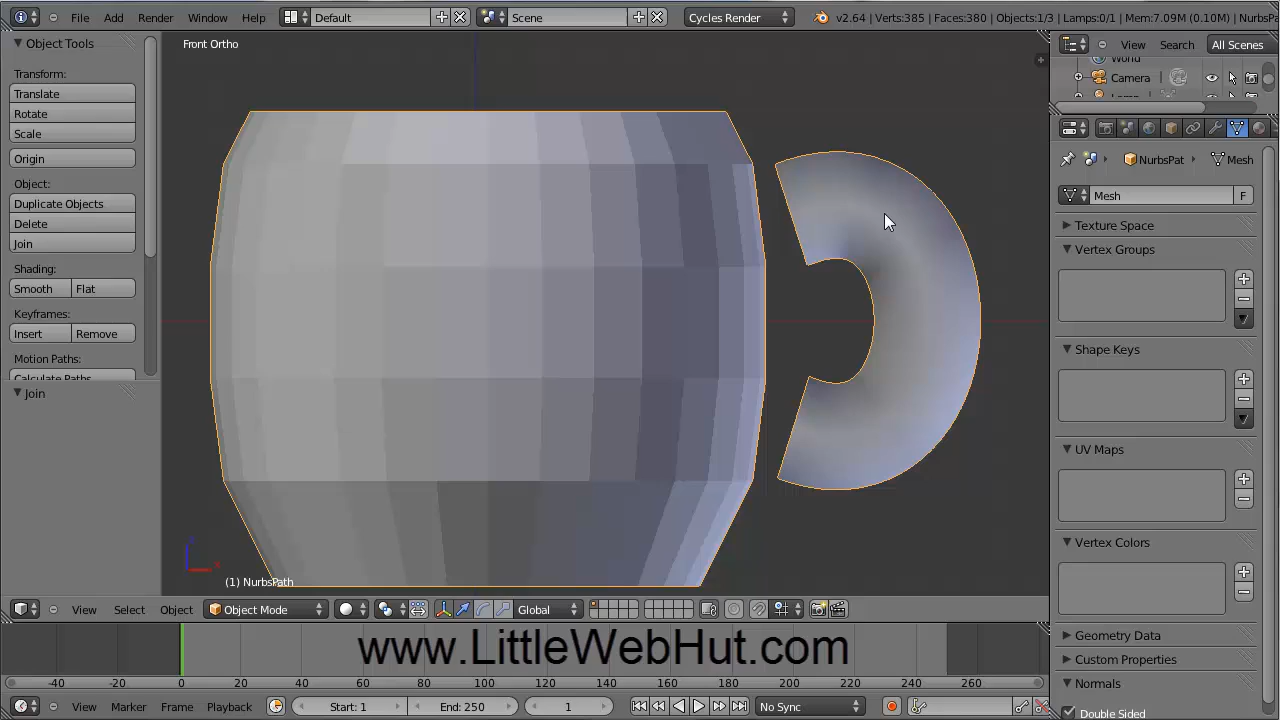 File Add Render Window Help Default Scene Cycles Render v2.64 | Verts:385 | Faces:380 | Objects:1/3 | Lamps:0/1 | Mem:7.09M (0.10M) | NurbsPa
Object Tools
Front Ortho
View Search All Scenes
World
Camera
Transform:
Translate
Rotate
Scale
Origin
Object:
Duplicate Objects
Delete
Join
Shading:
Smooth Flat
Keyframes:
Insert Remove
Motion Paths:
Calculate Paths
Join
NurbsPat Mesh
Mesh F
Texture Space
Vertex Groups
Shape Keys
UV Maps
Vertex Colors
Geometry Data
Custom Properties
Normals
Double Sided
z
x
(1) NurbsPath
View Select Object Object Mode Global
www.LittleWebHut.com
-40 -20 0 20 40 60 80 100 120 140 160 180 200 220 240 260
View Marker Frame Playback Start: 1 End: 250 1 No Sync